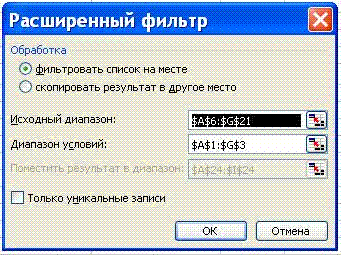 Расширенный фильтр
Обработка
фильтровать список на месте
скопировать результат в другое место
Исходный диапазон: $A$6:$G$21
Диапазон условий: $A$1:$G$3
Поместить результат в диапазон: $A$24:$I$24
Только уникальные записи
ОК Отмена